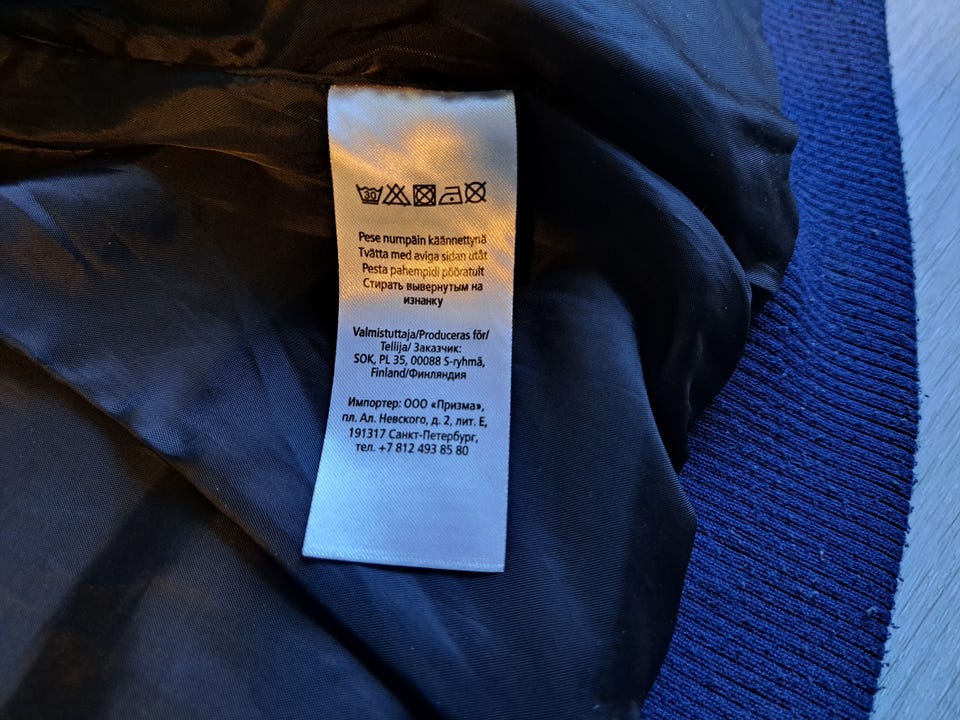 30
Pese nurinpäin käännettynä
Tvätta med aviga sidan utåt
Pesta pahempidi pööratult
Стирать вывернутым на
изнанку
Valmistuttaja/Produceras för/
Tellija/ Заказчик:
SOK, PL 35, 00088 S-ryhmä,
Finland/Финляндия
Импортер: ООО «Призма»,
пл. Ал. Невского, д. 2, лит. Е,
191317 Санкт-Петербург,
тел. +7 812 493 85 80